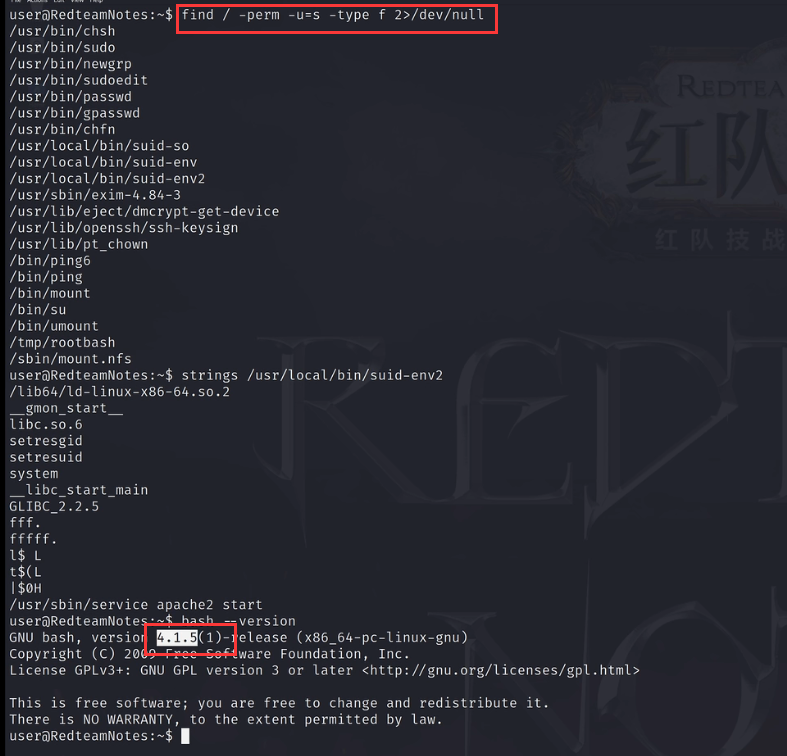 user@RedteamNotes:~$ find / -perm -u=s -type f 2>/dev/null
/usr/bin/chsh
/usr/bin/sudo
/usr/bin/newgrp
/usr/bin/sudoedit
/usr/bin/passwd
/usr/bin/gpasswd
/usr/bin/chfn
/usr/local/bin/suid-so
/usr/local/bin/suid-env
/usr/local/bin/suid-env2
/usr/sbin/exim-4.84-3
/usr/lib/eject/dmcrypt-get-device
/usr/lib/openssh/ssh-keysign
/usr/lib/pt_chown
/bin/ping6
/bin/ping
/bin/mount
/bin/su
/bin/umount
/tmp/rootbash
/sbin/mount.nfs
user@RedteamNotes:~$ strings /usr/local/bin/suid-env2
/lib64/ld-linux-x86-64.so.2
__gmon_start__
libc.so.6
setresgid
setresuid
system
__libc_start_main
GLIBC_2.2.5
fff.
fffff.
l$ L
t$(L
|$0H
/usr/sbin/service apache2 start
user@RedteamNotes:~$ bash --version
GNU bash, version 4.1.5(1)-release (x86_64-pc-linux-gnu)
Copyright (C) 2009 Free Software Foundation, Inc.
License GPLv3+: GNU GPL version 3 or later <http://gnu.org/licenses/gpl.html>
This is free software; you are free to change and redistribute it.
There is NO WARRANTY, to the extent permitted by law.
user@RedteamNotes:~$
REDTEA
红队
红队技战
REDT
NO